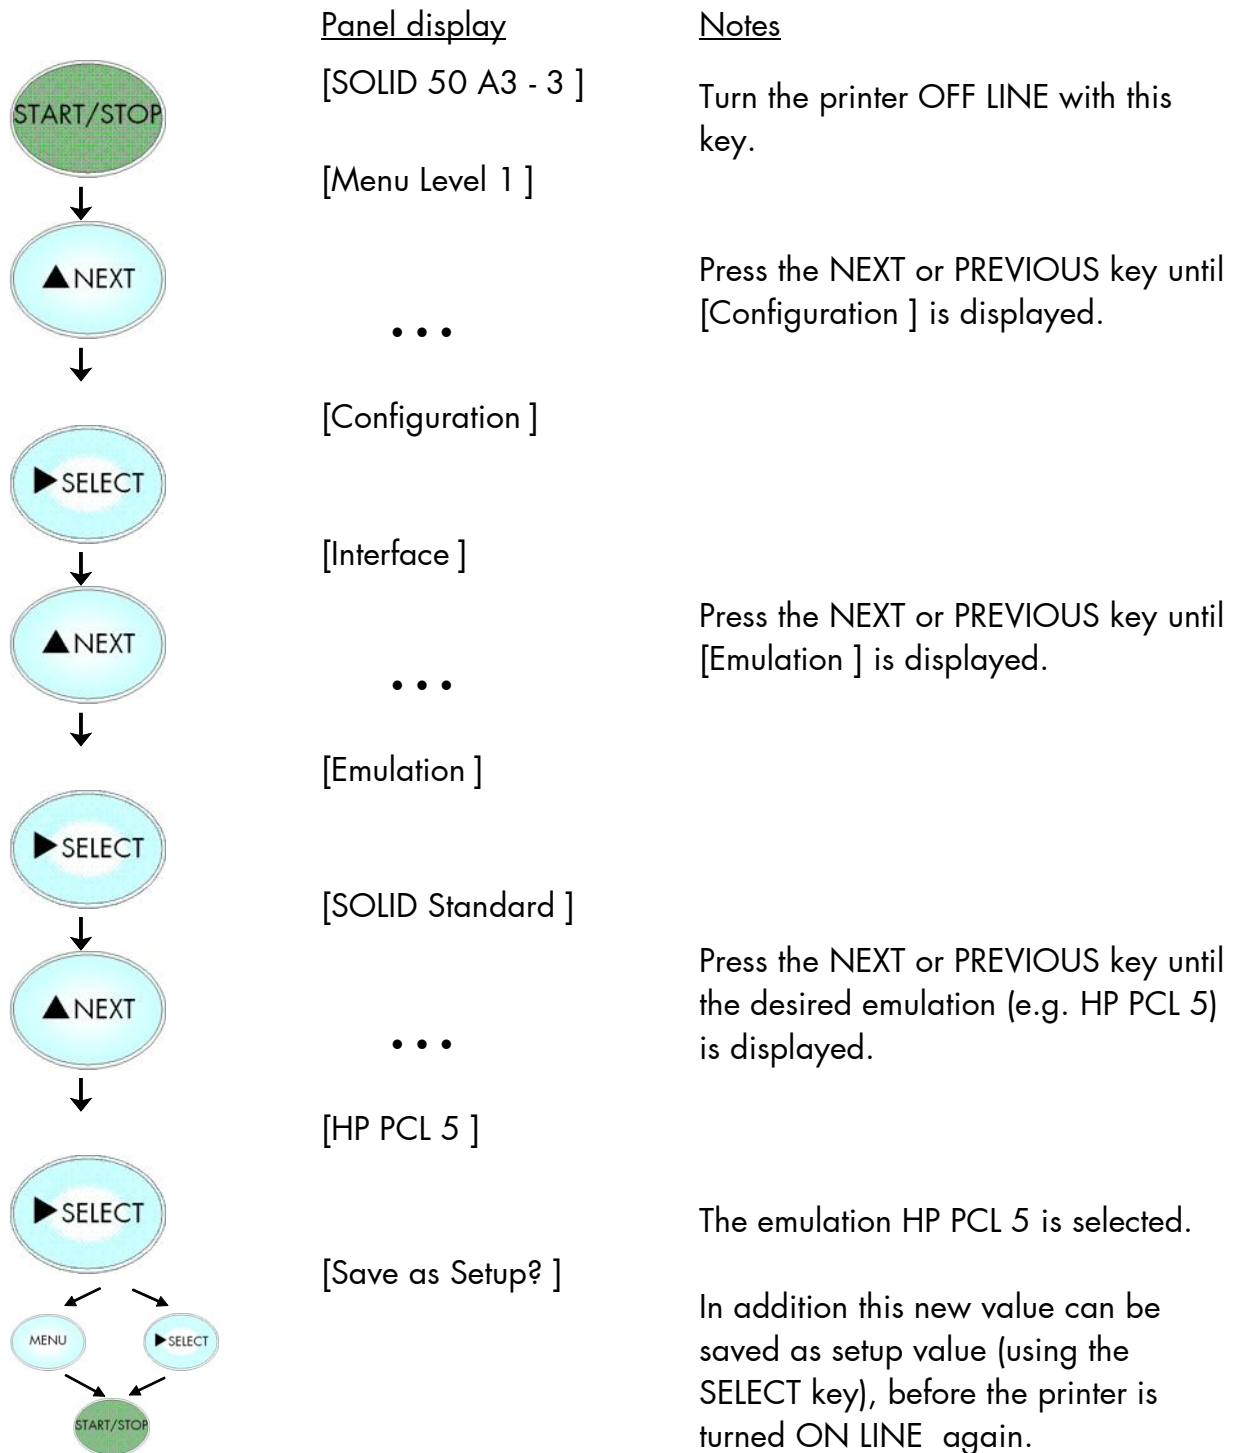 Panel display
Notes
START/STOP
[SOLID 50 A3 - 3 ]
Turn the printer OFF LINE with this
key.
[Menu Level 1 ]
▲NEXT
Press the NEXT or PREVIOUS key until
[Configuration ] is displayed.
• • •
[Configuration ]
▶SELECT
[Interface ]
▲NEXT
Press the NEXT or PREVIOUS key until
[Emulation ] is displayed.
• • •
[Emulation ]
▶SELECT
[SOLID Standard ]
▲NEXT
Press the NEXT or PREVIOUS key until
the desired emulation (e.g. HP PCL 5)
is displayed.
• • •
[HP PCL 5 ]
▶SELECT
The emulation HP PCL 5 is selected.
[Save as Setup? ]
MENU
▶SELECT
In addition this new value can be
saved as setup value (using the
SELECT key), before the printer is
turned ON LINE  again.
START/STOP